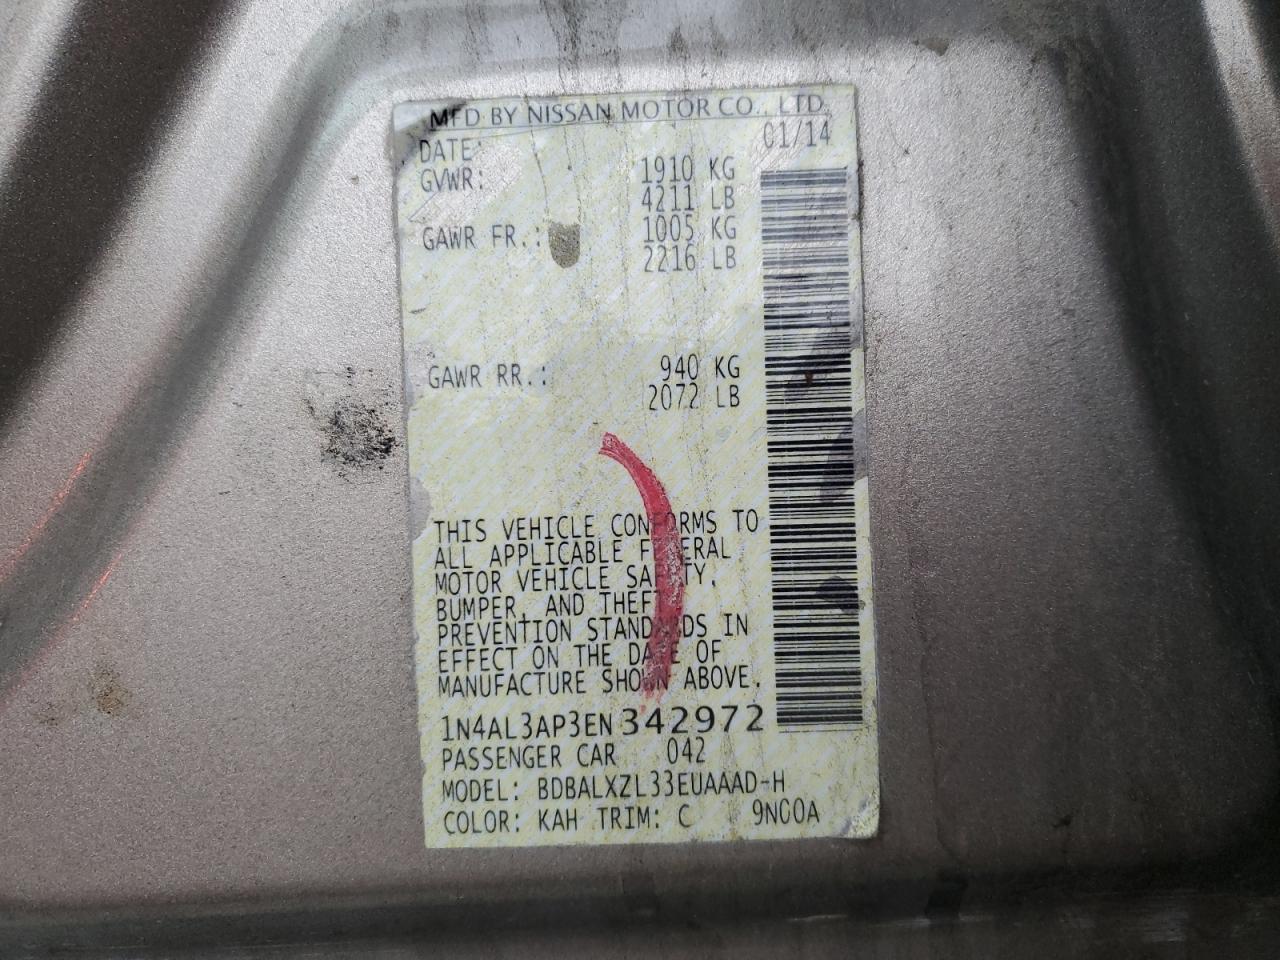 MFD BY NISSAN MOTOR CO., LTD.
DATE: 01/14
GVWR: 1910 KG
4211 LB
GAWR FR.: 1005 KG
2216 LB
GAWR RR.: 940 KG
2072 LB
THIS VEHICLE CONFORMS TO
ALL APPLICABLE FEDERAL
MOTOR VEHICLE SAFETY,
BUMPER, AND THEFT
PREVENTION STANDARDS IN
EFFECT ON THE DATE OF
MANUFACTURE SHOWN ABOVE.
1N4AL3AP3EN342972
PASSENGER CAR 042
MODEL: BDBALXZL33EUAAAD-H
COLOR: KAH TRIM: C 9NC0A